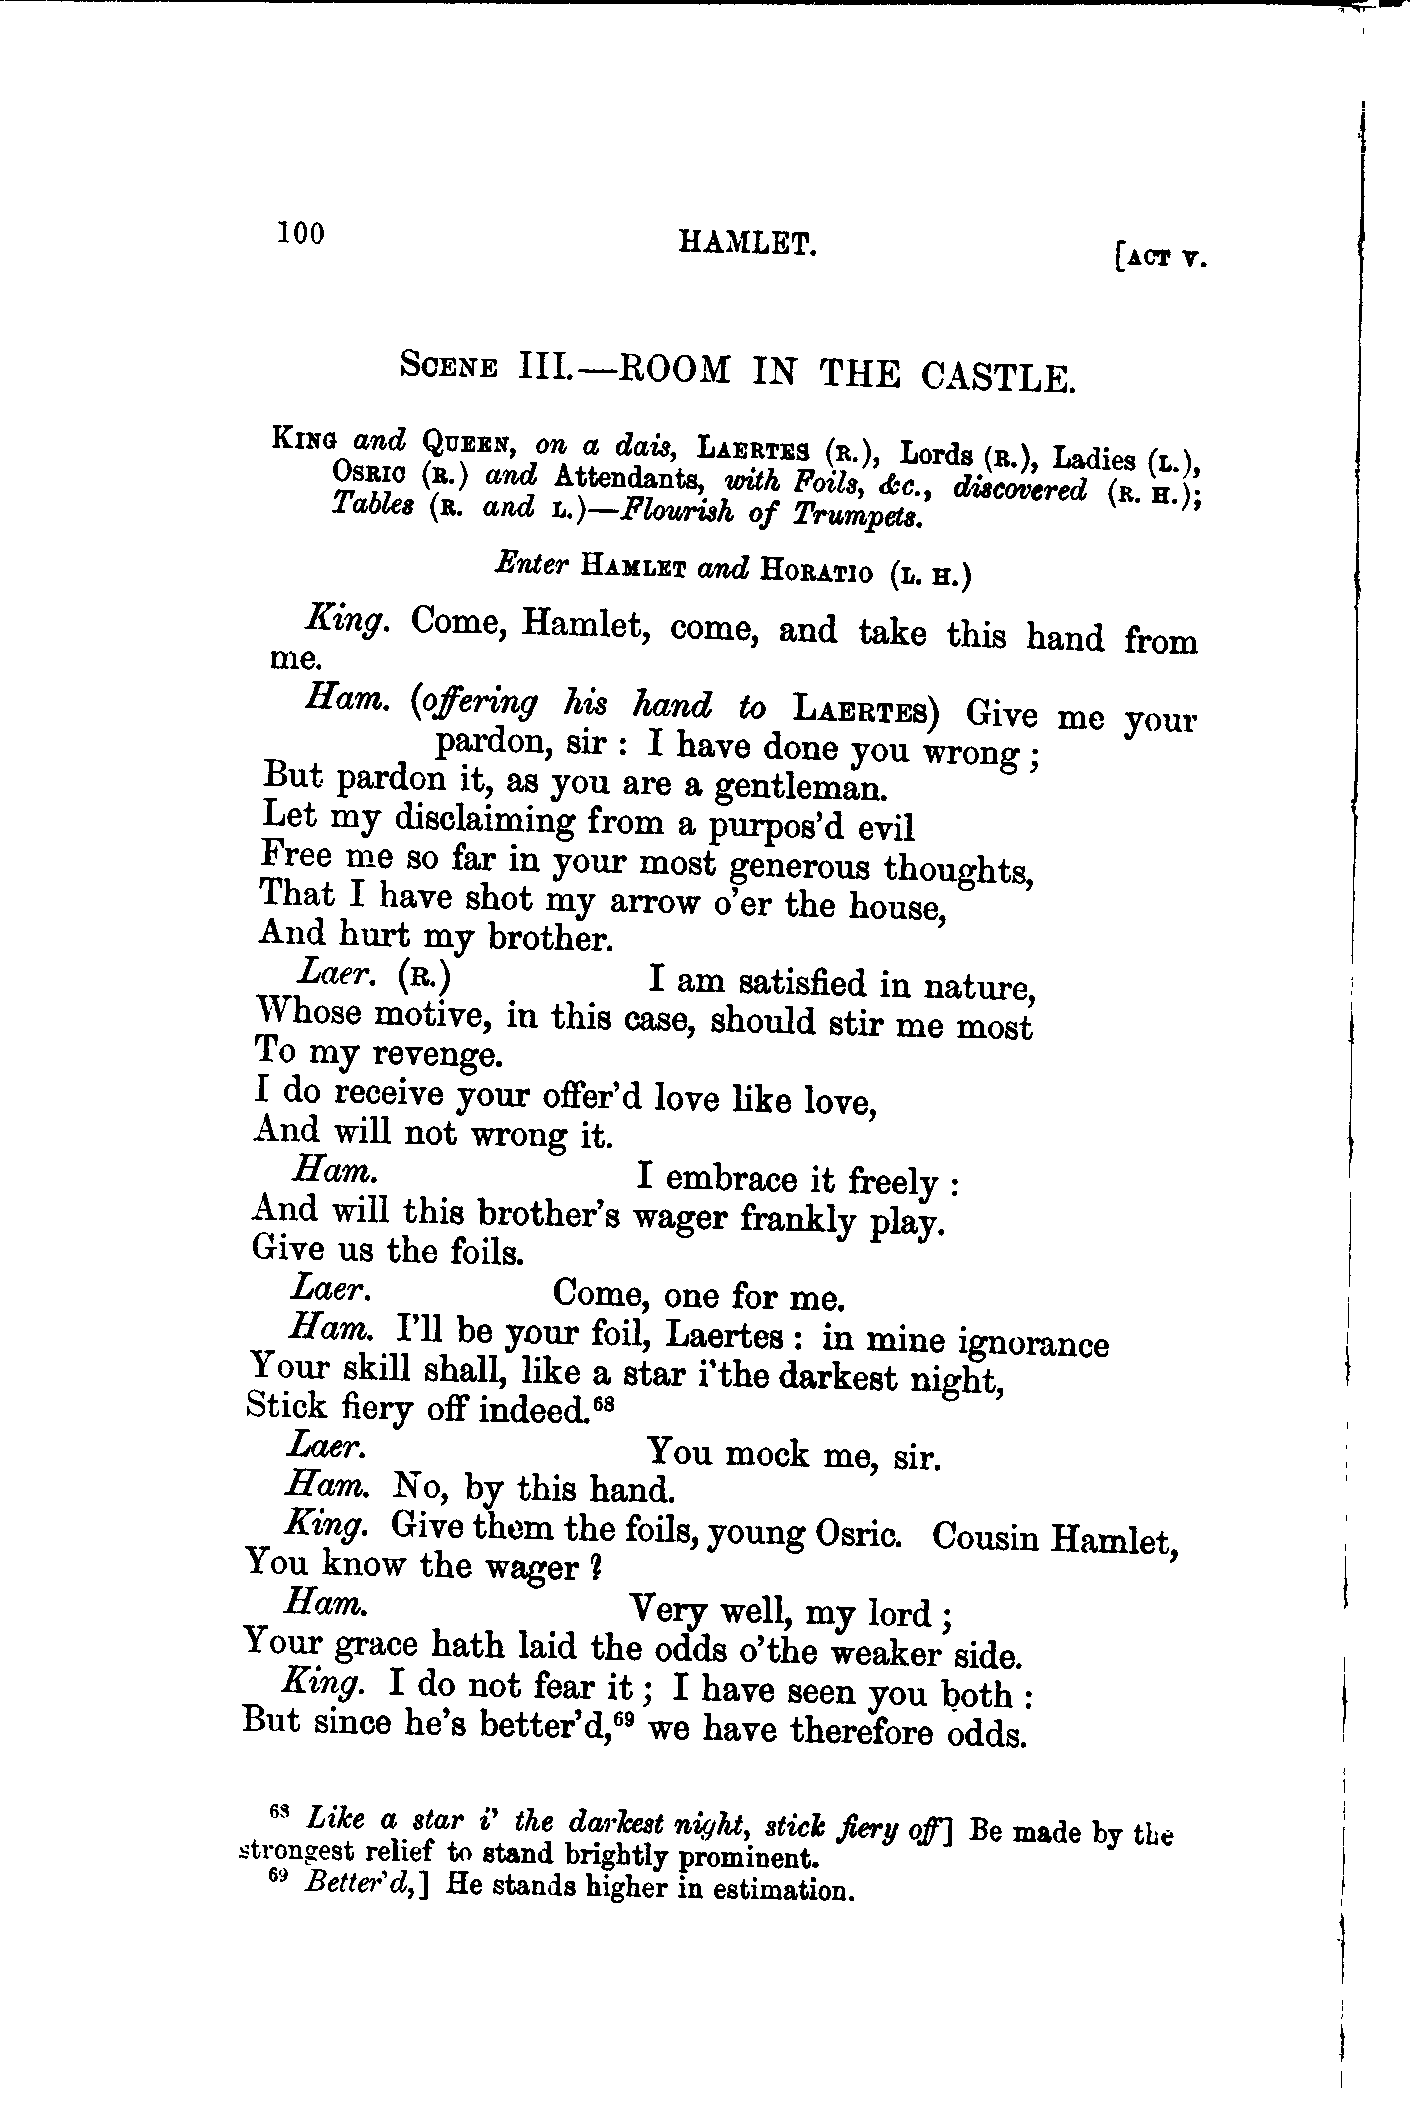 100 HAMLET. [ACT V.
SCENE III.—ROOM IN THE CASTLE.
KING and QUEEN, on a dais, LAERTES (R.), Lords (R.), Ladies (L.),
OSRIC (R.) and Attendants, with Foils, &c., discovered (R. H.);
Tables (R. and L.)—Flourish of Trumpets.
Enter HAMLET and HORATIO (L. H.)
King. Come, Hamlet, come, and take this hand from
me.
Ham. (offering his hand to LAERTES) Give me your
pardon, sir : I have done you wrong ;
But pardon it, as you are a gentleman.
Let my disclaiming from a purpos'd evil
Free me so far in your most generous thoughts,
That I have shot my arrow o'er the house,
And hurt my brother.
Laer. (R.) I am satisfied in nature,
Whose motive, in this case, should stir me most
To my revenge.
I do receive your offer'd love like love,
And will not wrong it.
Ham. I embrace it freely :
And will this brother's wager frankly play.
Give us the foils.
Laer. Come, one for me.
Ham. I'll be your foil, Laertes : in mine ignorance
Your skill shall, like a star i'the darkest night,
Stick fiery off indeed.⁶⁸
Laer. You mock me, sir.
Ham. No, by this hand.
King. Give them the foils, young Osric. Cousin Hamlet,
You know the wager ?
Ham. Very well, my lord ;
Your grace hath laid the odds o'the weaker side.
King. I do not fear it ; I have seen you both :
But since he's better'd,⁶⁹ we have therefore odds.
⁶⁸ Like a star i' the darkest night, stick fiery off] Be made by the
strongest relief to stand brightly prominent.
⁶⁹ Better'd,] He stands higher in estimation.